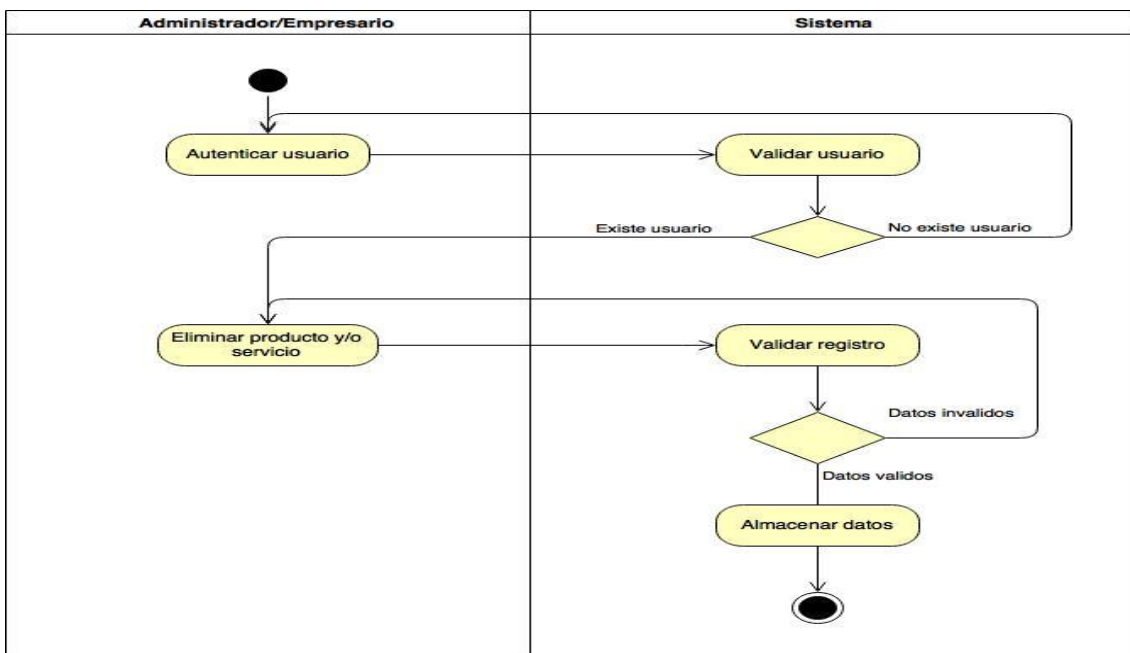 Administrador/Empresario
Sistema
Autenticar usuario
Validar usuario
Existe usuario
No existe usuario
Eliminar producto y/o
servicio
Validar registro
Datos invalidos
Datos validos
Almacenar datos